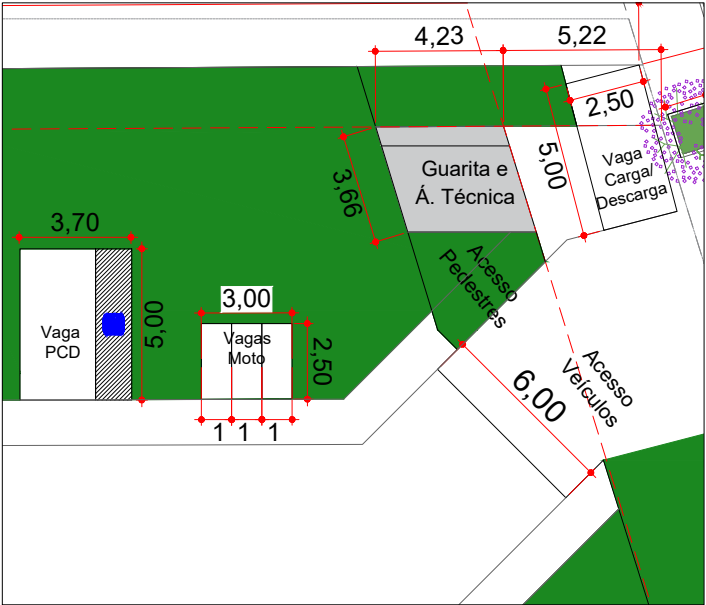 4,23
5,22
2,50
Vaga
Carga/
Descarga
5,00
Guarita e
Á. Técnica
3,66
3,70
Acesso
Pedestres
Vaga
PCD
5,00
3,00
Vagas
Moto
2,50
1 1 1
Acesso
Veículos
6,00